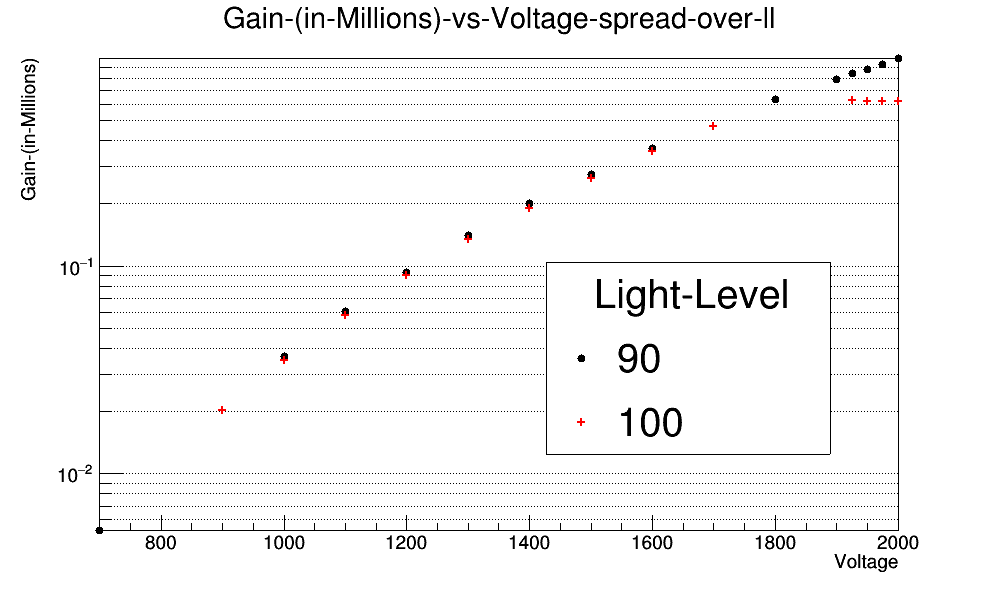 Gain-(in-Millions)-vs-Voltage-spread-over-ll
Gain-(in-Millions)
10⁻¹
10⁻²
Light-Level
90
100
800 1000 1200 1400 1600 1800 2000
Voltage